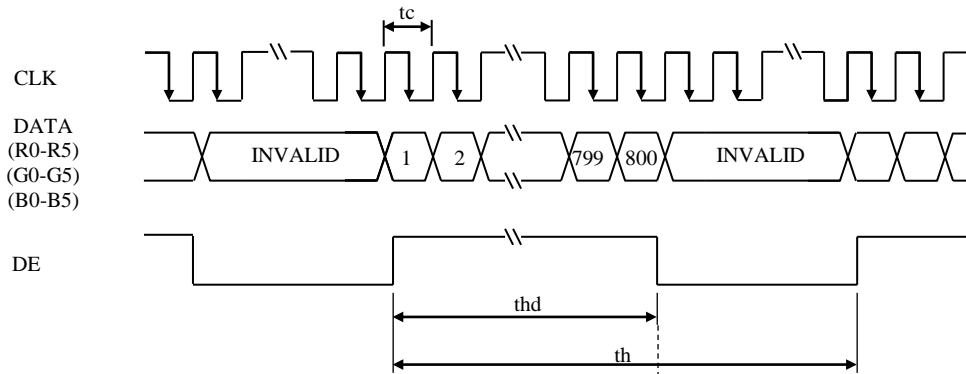 tc
CLK
DATA
(R0-R5)
(G0-G5)
(B0-B5)
INVALID 1 2 799 800 INVALID
DE
thd
th